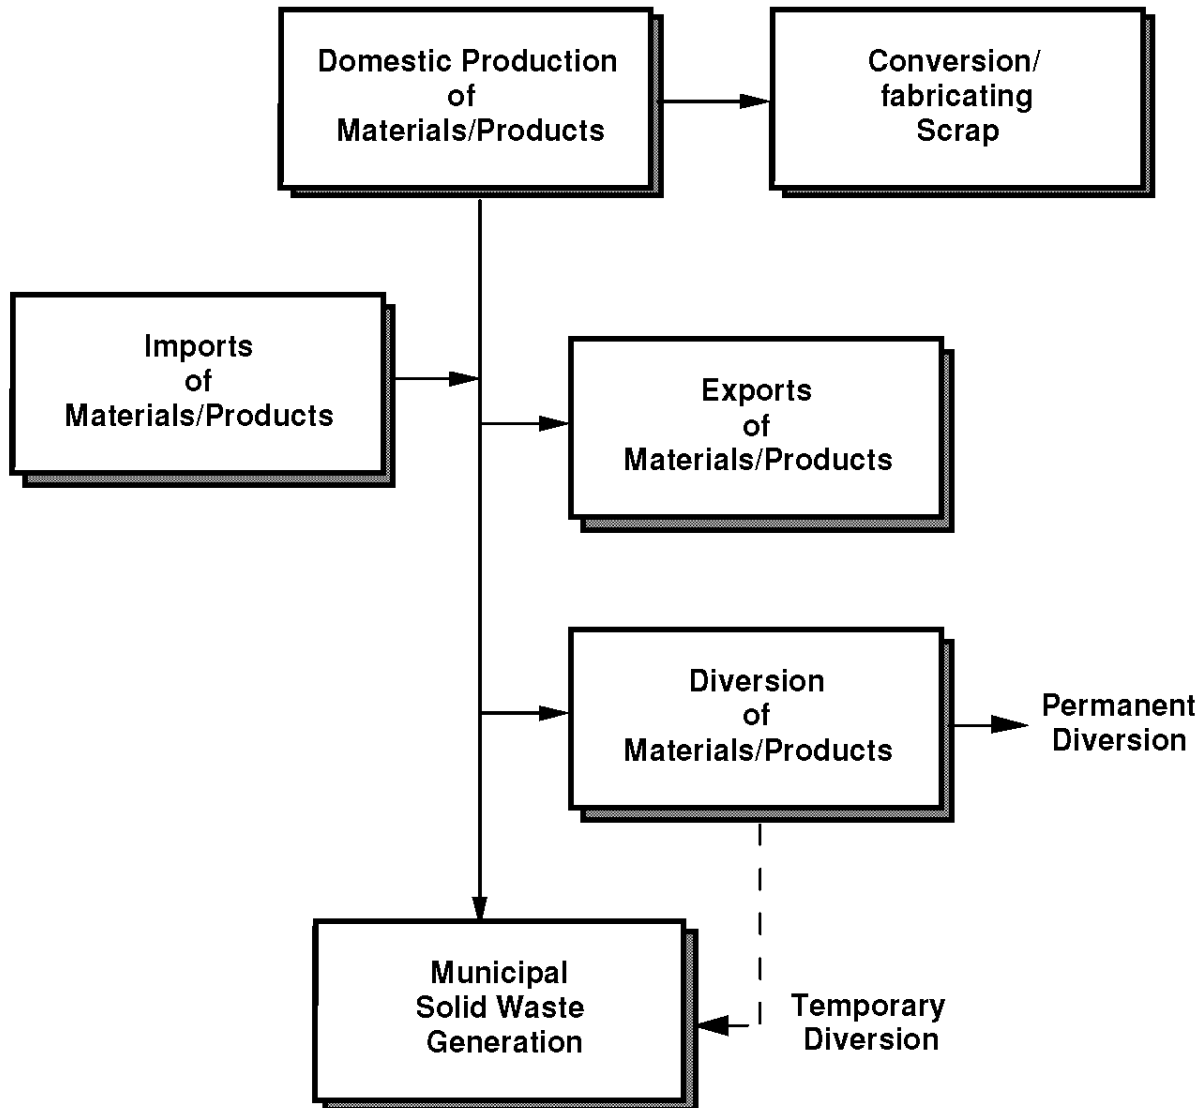 Domestic Production
of
Materials/Products
Conversion/
fabricating
Scrap
Imports
of
Materials/Products
Exports
of
Materials/Products
Diversion
of
Materials/Products
Permanent
Diversion
Municipal
Solid Waste
Generation
Temporary
Diversion